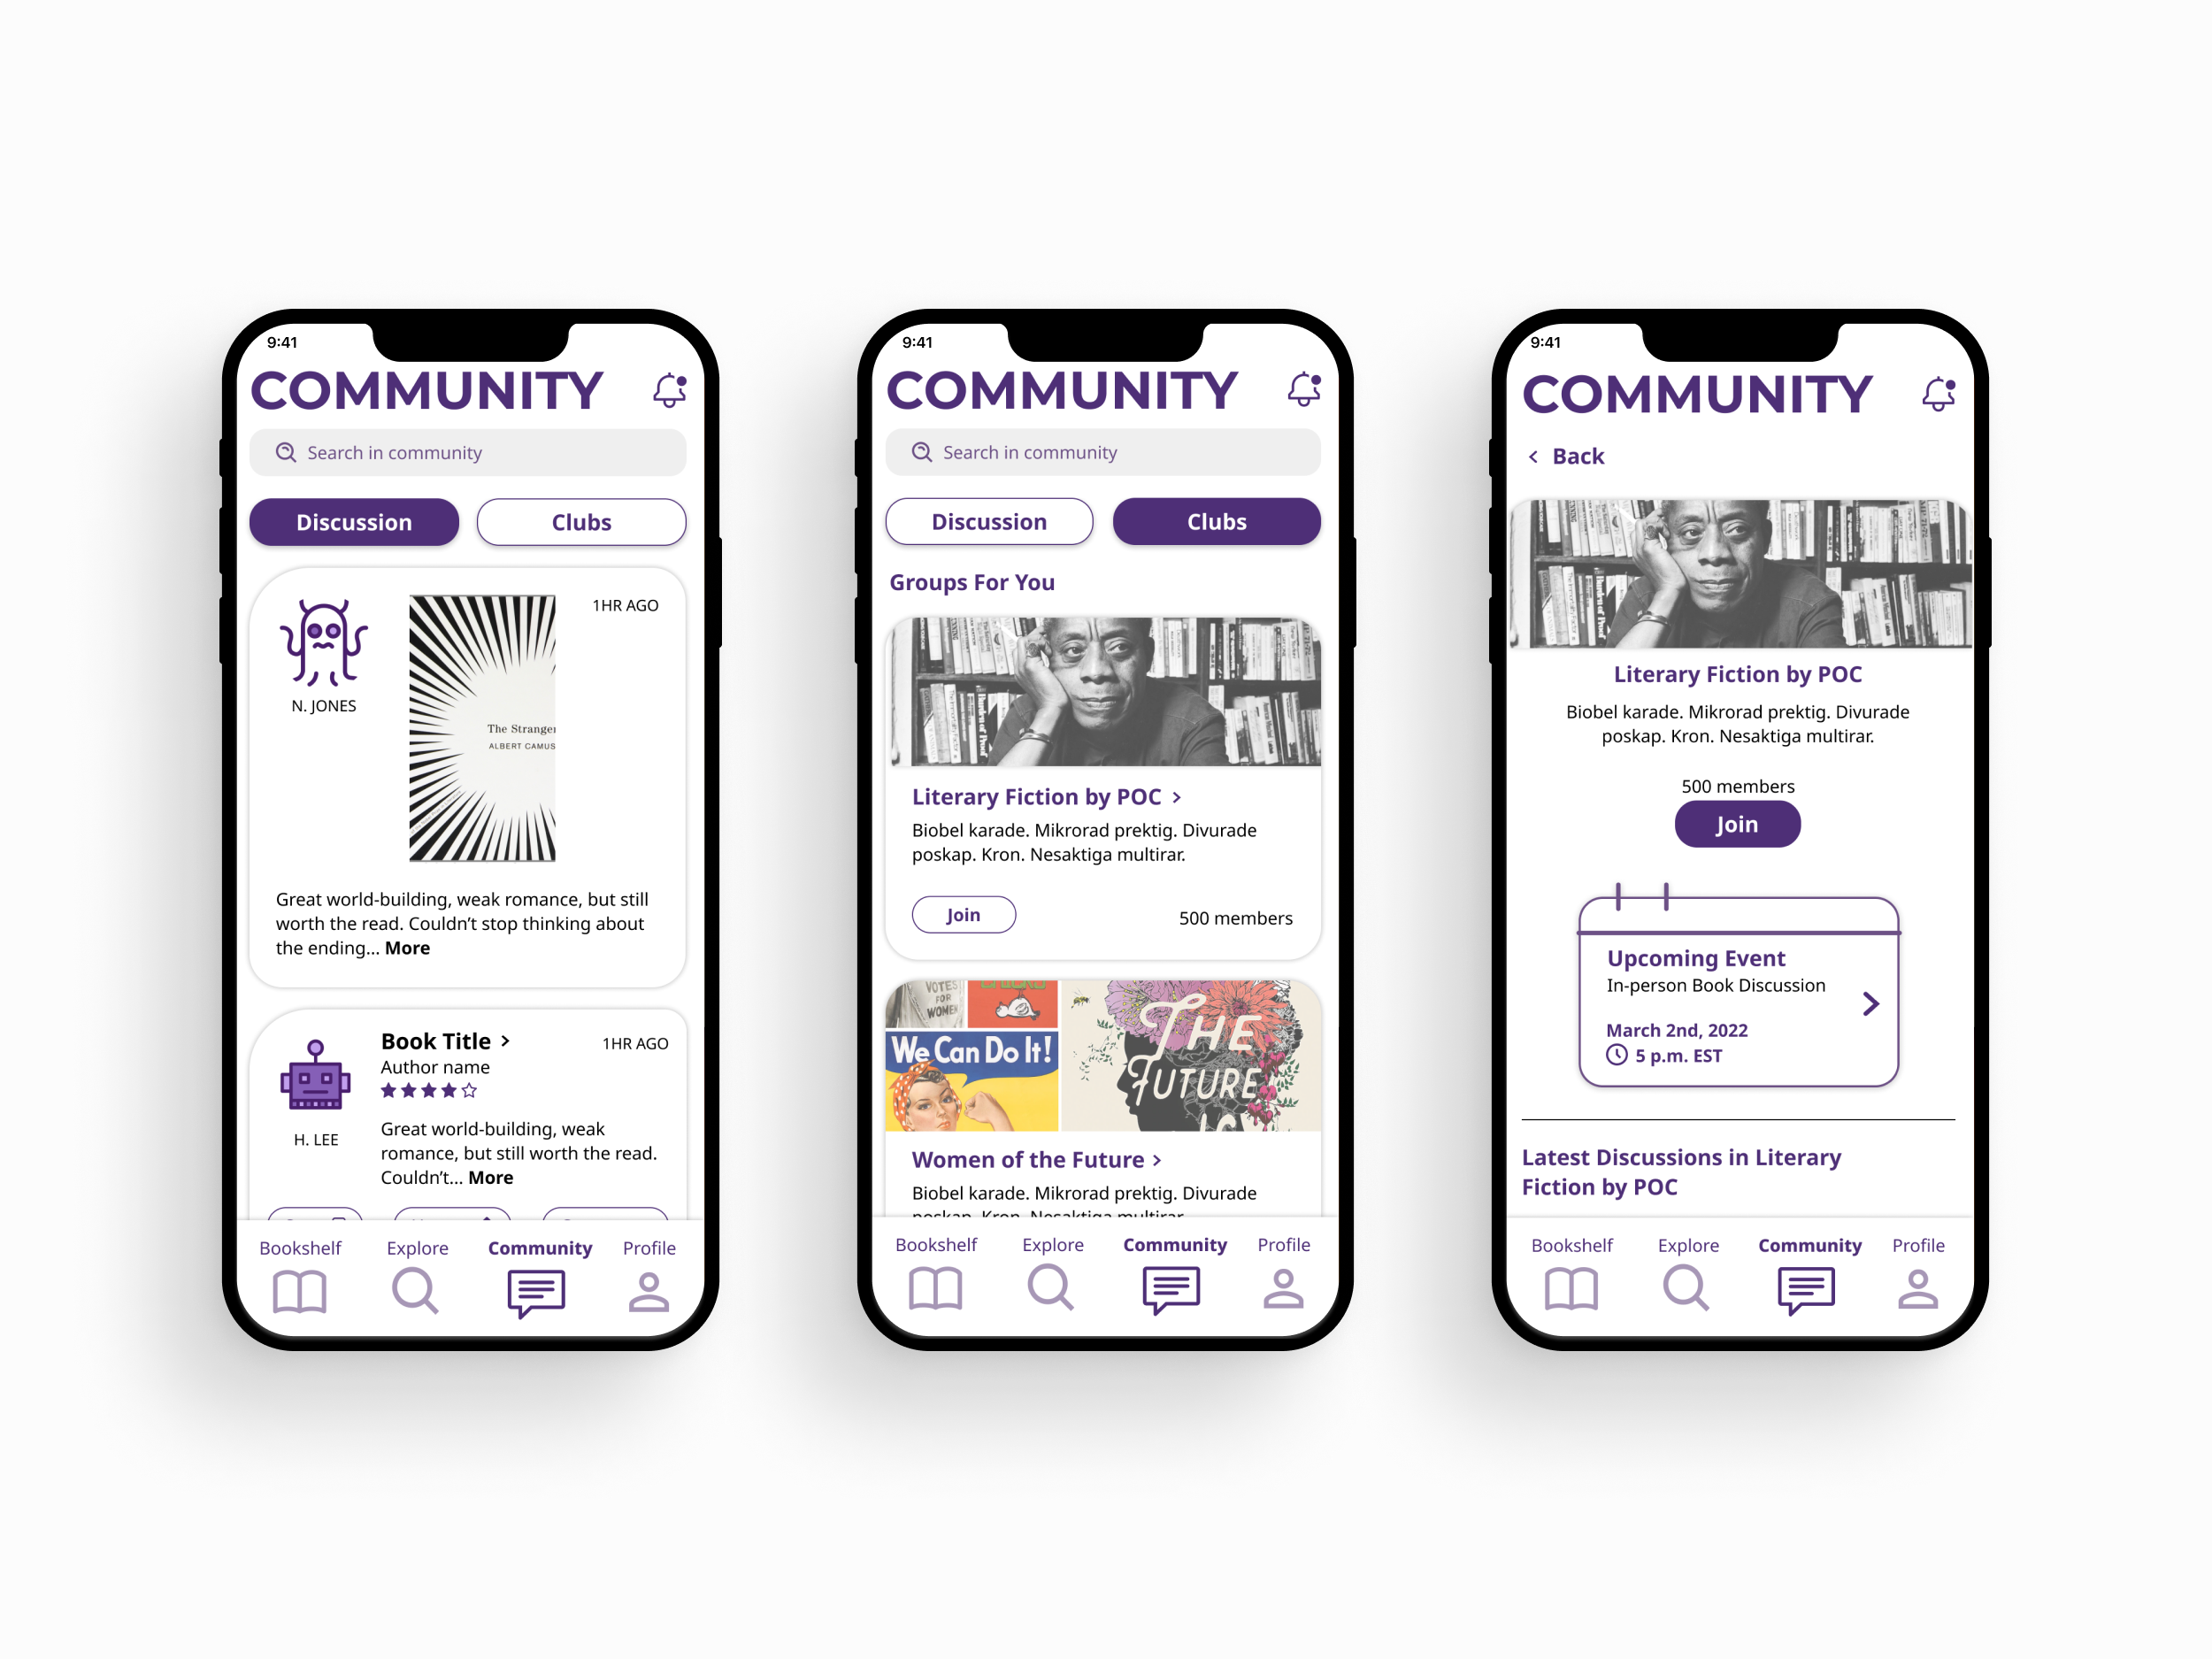 9:41
COMMUNITY
Search in community
Discussion
Clubs
1HR AGO
N. JONES
The Stranger
ALBERT CAMUS
Great world-building, weak romance, but still
worth the read. Couldn’t stop thinking about
the ending... More
Book Title >
1HR AGO
Author name
H. LEE
Great world-building, weak
romance, but still worth the read.
Couldn’t... More
Bookshelf
Explore
Community
Profile
9:41
COMMUNITY
Search in community
Discussion
Clubs
Groups For You
Literary Fiction by POC >
Biobel karade. Mikrorad prektig. Divurade
poskap. Kron. Nesaktiga multirar.
Join
500 members
VOTES
FOR
WOMEN
We Can Do It!
THE
FUTURE
Women of the Future >
Biobel karade. Mikrorad prektig. Divurade
poskap. Kron. Nesaktiga multirar.
Bookshelf
Explore
Community
Profile
9:41
COMMUNITY
< Back
Literary Fiction by POC
Biobel karade. Mikrorad prektig. Divurade
poskap. Kron. Nesaktiga multirar.
500 members
Join
Upcoming Event
In-person Book Discussion
March 2nd, 2022
5 p.m. EST
Latest Discussions in Literary
Fiction by POC
Bookshelf
Explore
Community
Profile